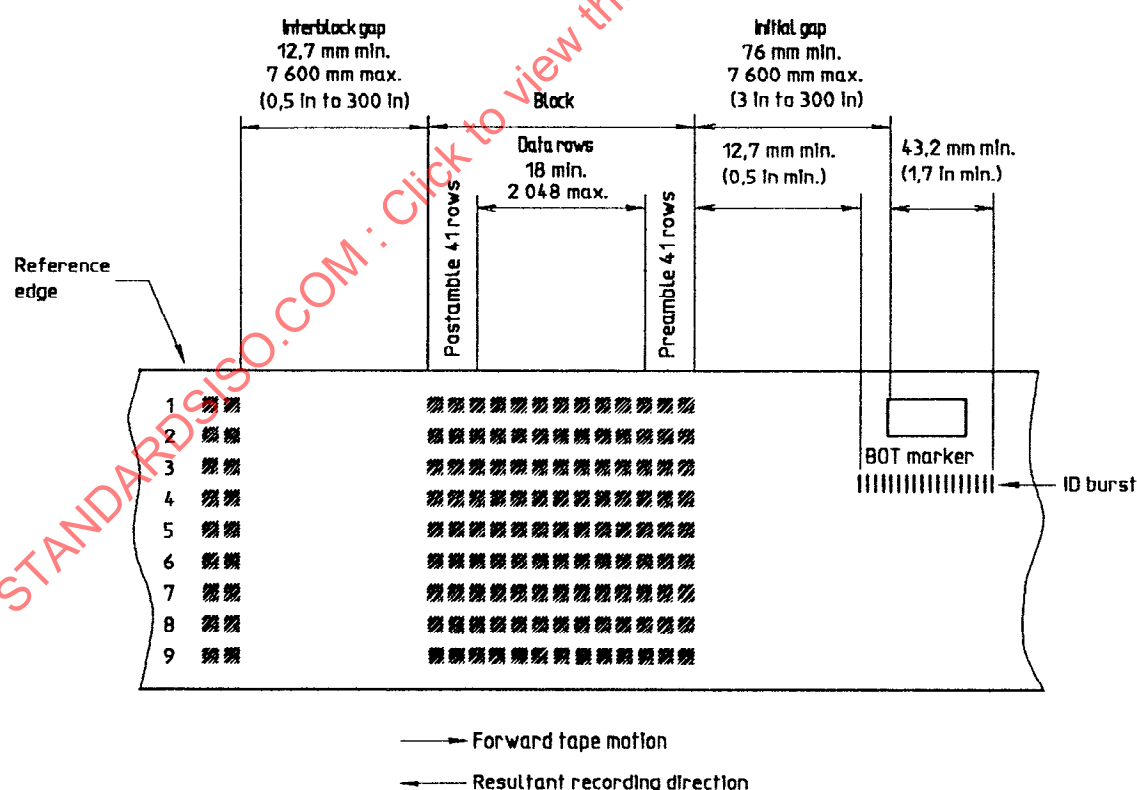 Interblock gap
12,7 mm min.
7 600 mm max.
(0,5 in to 300 in)
Block
Initial gap
76 mm min.
7 600 mm max.
(3 in to 300 in)
Data rows
18 min.
2 048 max.
12,7 mm min.
(0,5 in min.)
43,2 mm min.
(1,7 in min.)
Postamble 41 rows
Preamble 41 rows
Reference
edge
1
2
3
4
5
6
7
8
9
BOT marker
ID burst
Forward tape motion
Resultant recording direction
STANDARDSISO.COM : Click to view the